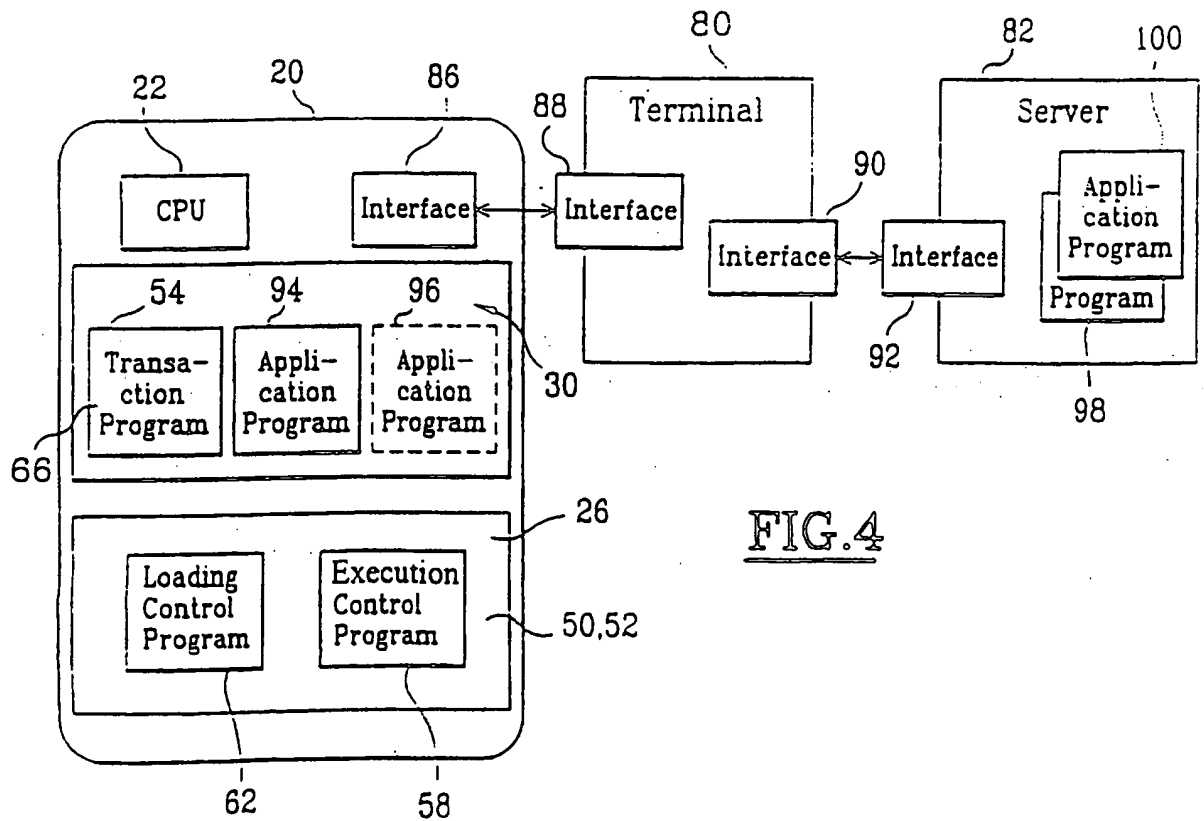 80
82
100
20
86
22
88
Terminal
Server
90
CPU
Interface
Interface
Appli-
cation
Program
Interface
Interface
Program
54
94
96
92
98
30
Transa-
ction
Program
Appli-
cation
Program
Appli-
cation
Program
66
26
Loading
Control
Program
Execution
Control
Program
50,52
FIG.4
62
58